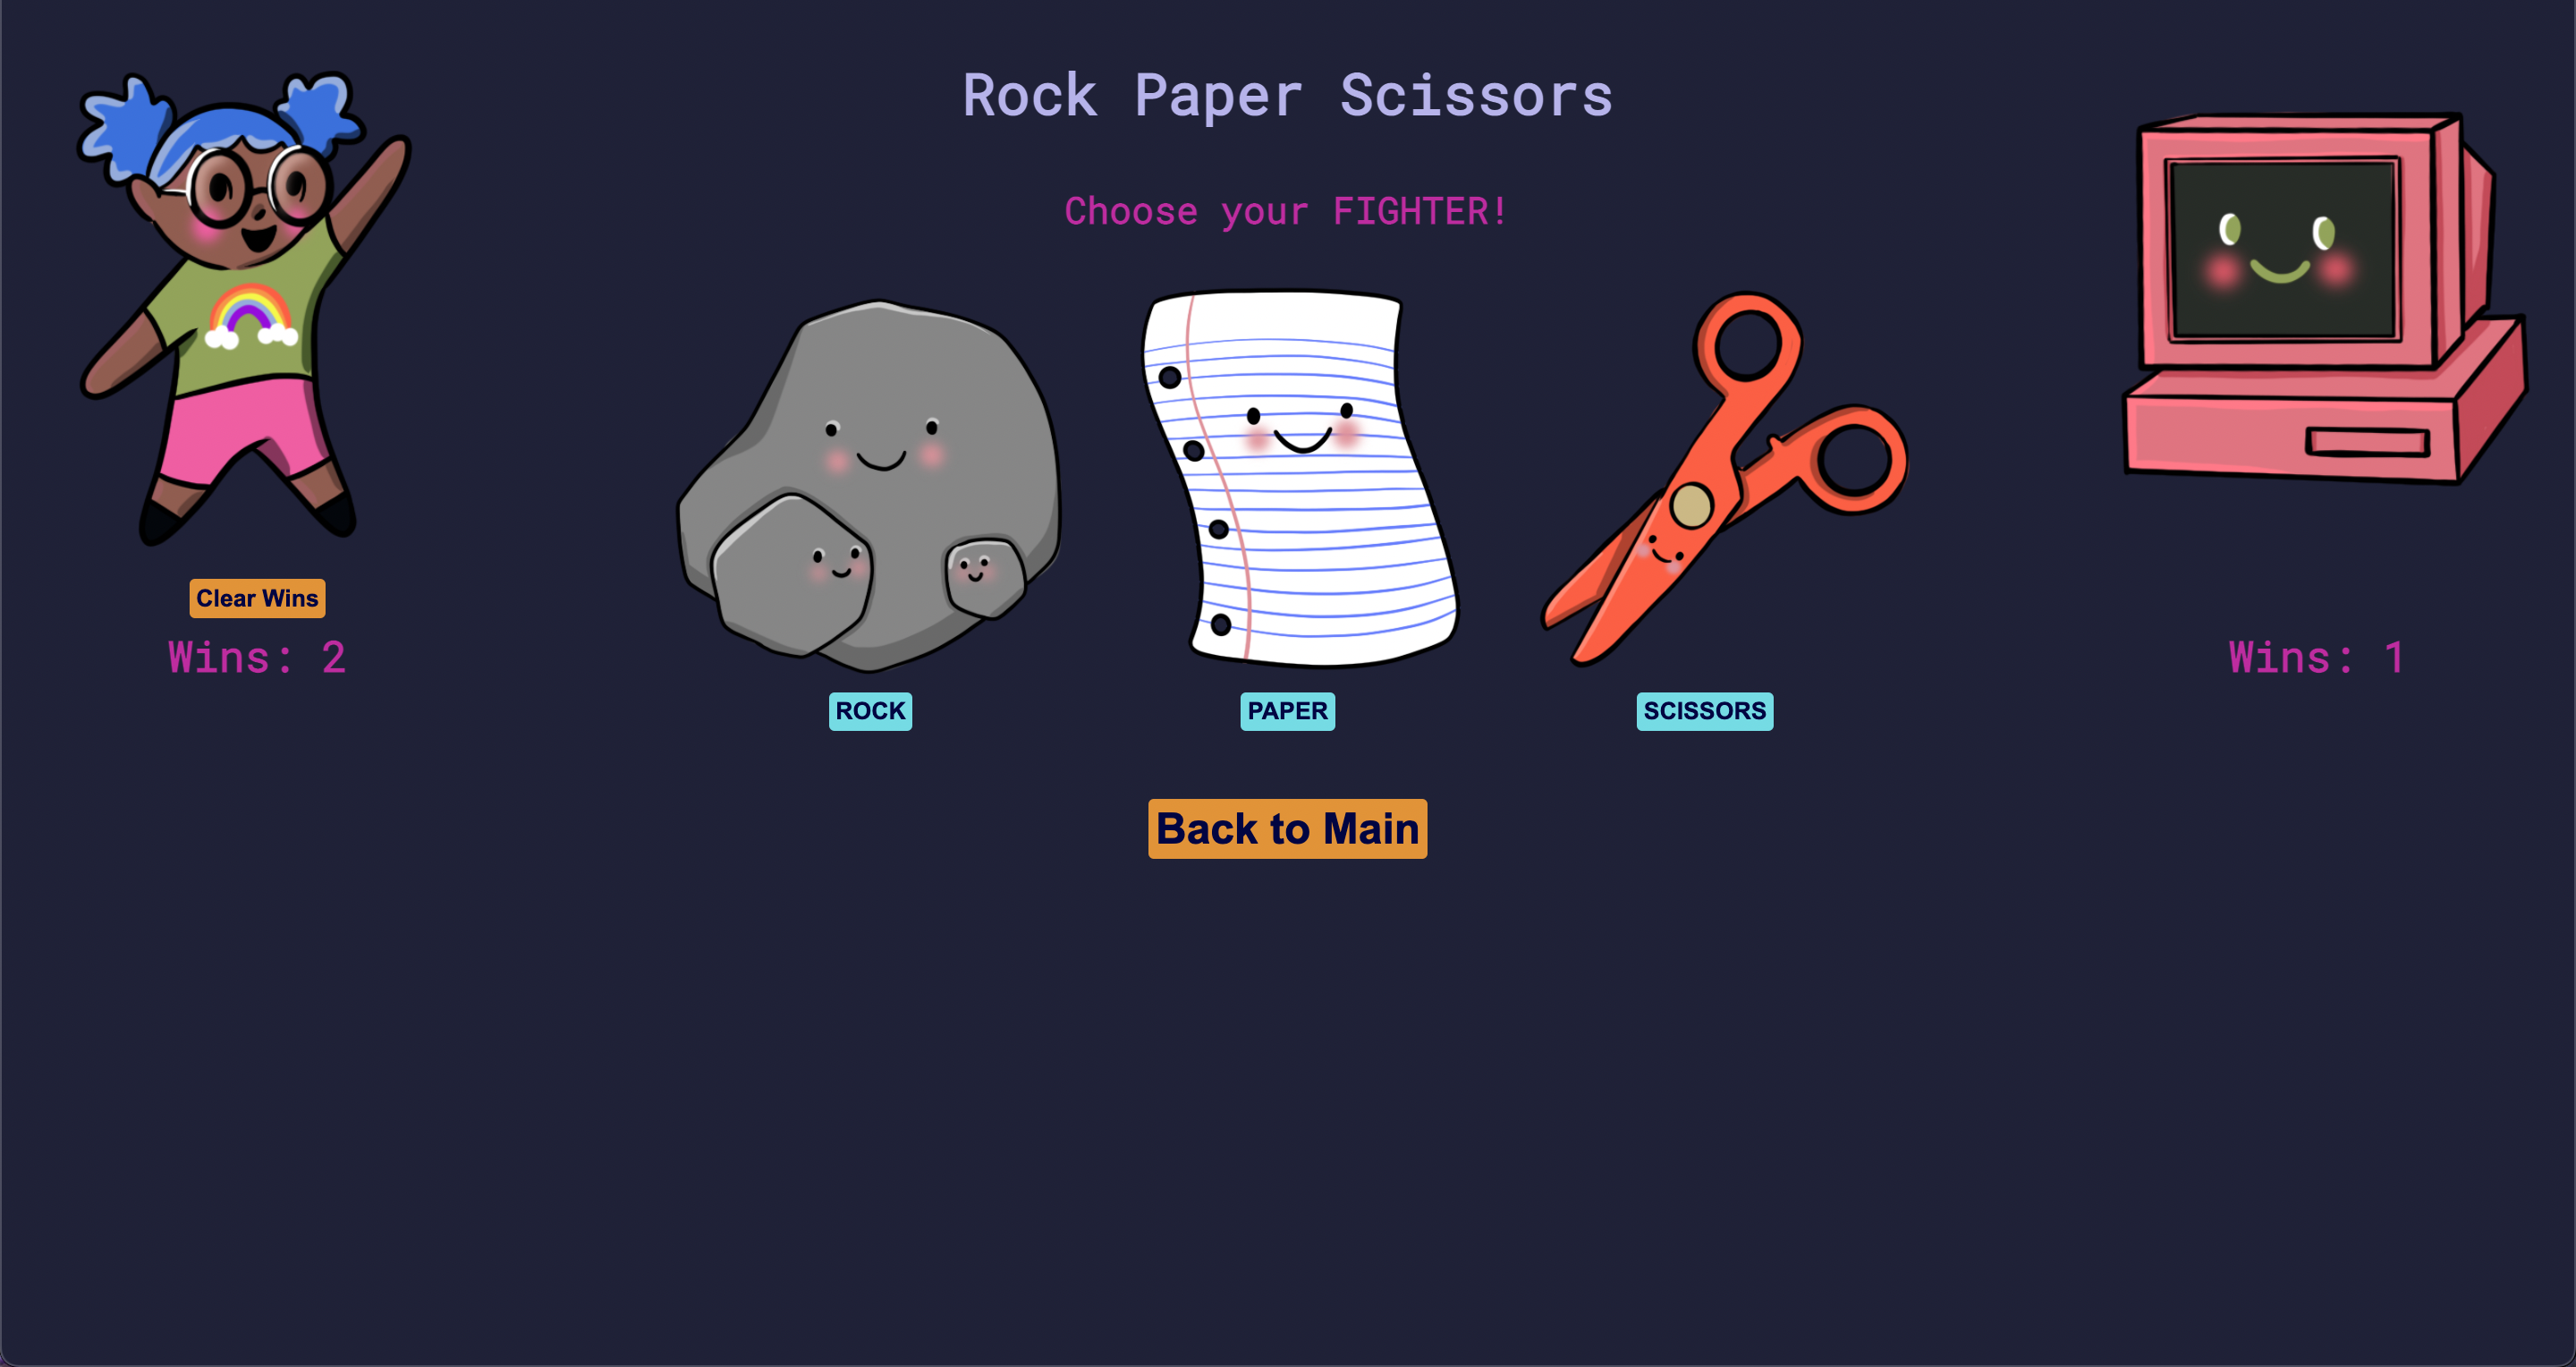 Rock Paper Scissors
Choose your FIGHTER!
Clear Wins
Wins: 2
Wins: 1
ROCK
PAPER
SCISSORS
Back to Main